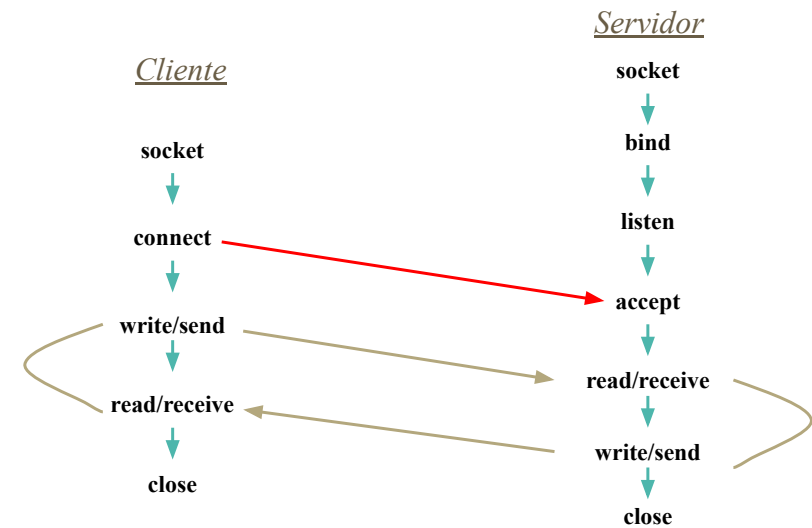 Cliente
socket
connect
write/send
read/receive
close
Servidor
socket
bind
listen
accept
read/receive
write/send
close